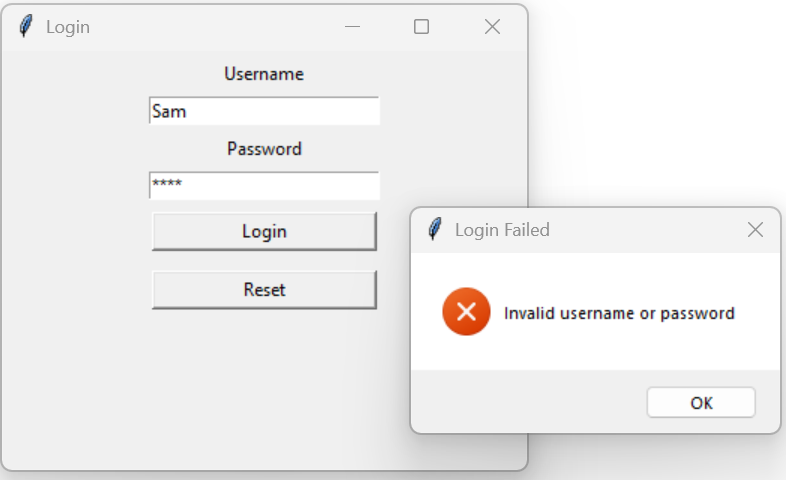 Login
Username
Sam
Password
****
Login
Reset
Login Failed
Invalid username or password
OK